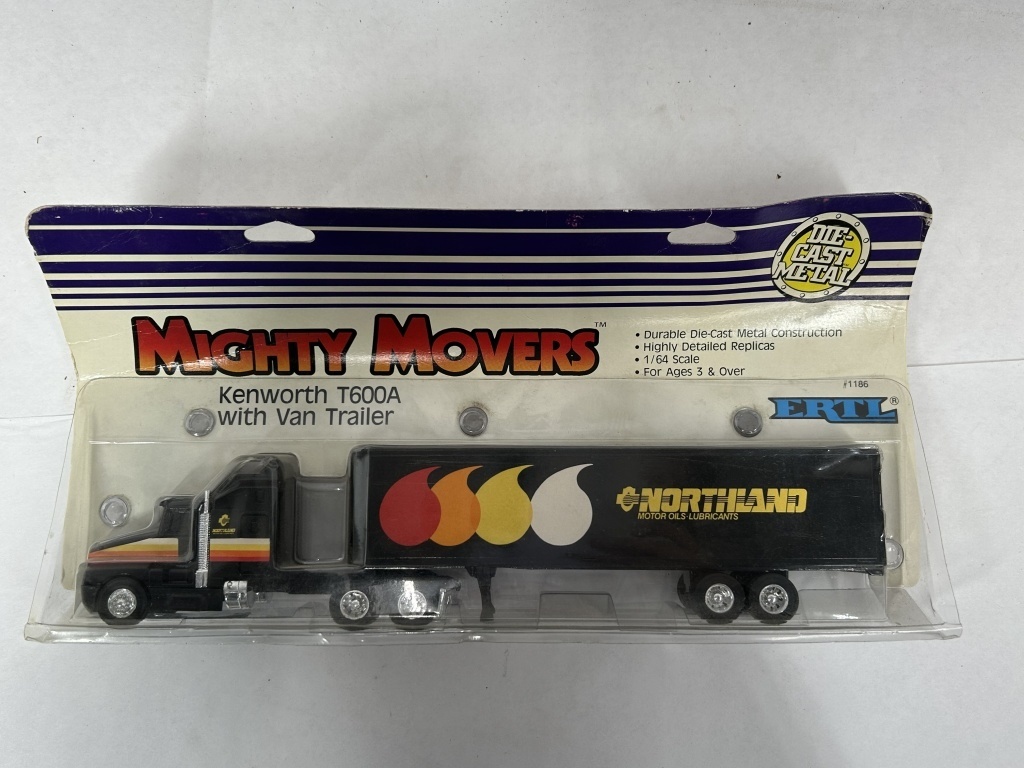 DIE-
CAST
METAL
MIGHTY MOVERS™
• Durable Die-Cast Metal Construction
• Highly Detailed Replicas
• 1/64 Scale
• For Ages 3 & Over
Kenworth T600A
with Van Trailer
#1186
ERTL®
NORTHLAND
MOTOR OILS·LUBRICANTS
NORTHLAND